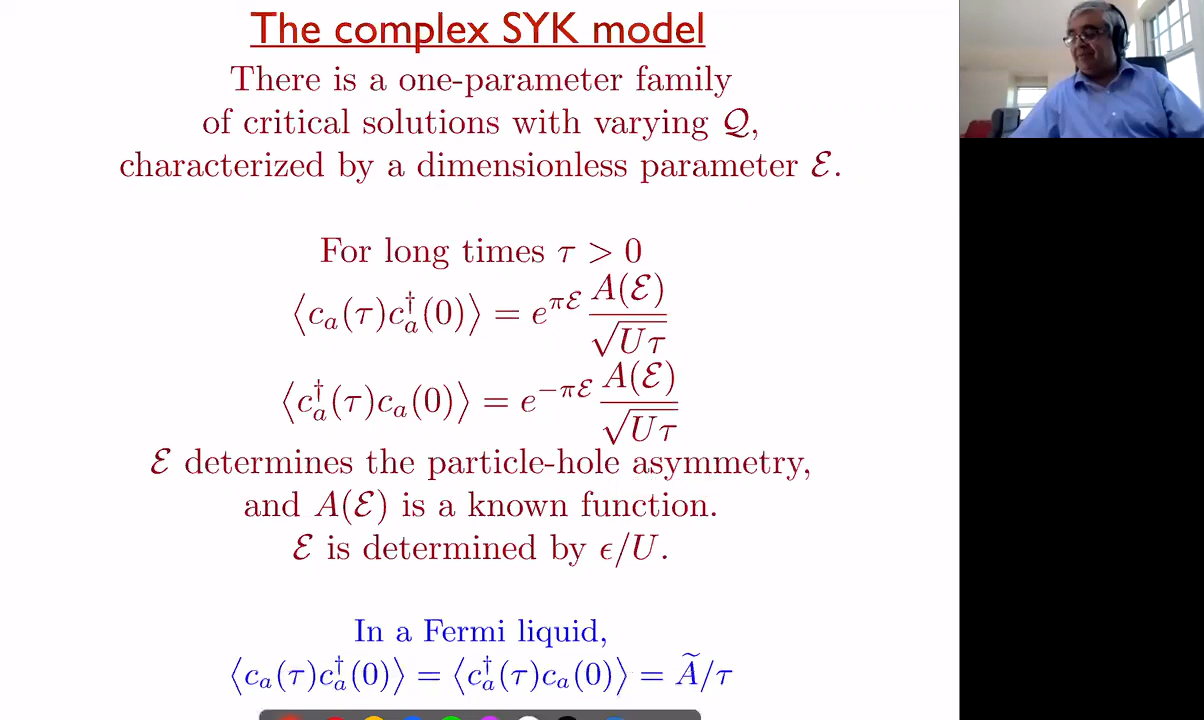 The complex SYK model
There is a one-parameter family
of critical solutions with varying 𝒬,
characterized by a dimensionless parameter ℰ.
For long times τ > 0
⟨c_a(τ)c_a^†(0)⟩ = e^{πℰ} A(ℰ)/√(Uτ)
⟨c_a^†(τ)c_a(0)⟩ = e^{−πℰ} A(ℰ)/√(Uτ)
ℰ determines the particle-hole asymmetry,
and A(ℰ) is a known function.
ℰ is determined by ϵ/U.
In a Fermi liquid,
⟨c_a(τ)c_a^†(0)⟩ = ⟨c_a^†(τ)c_a(0)⟩ = Ã/τ